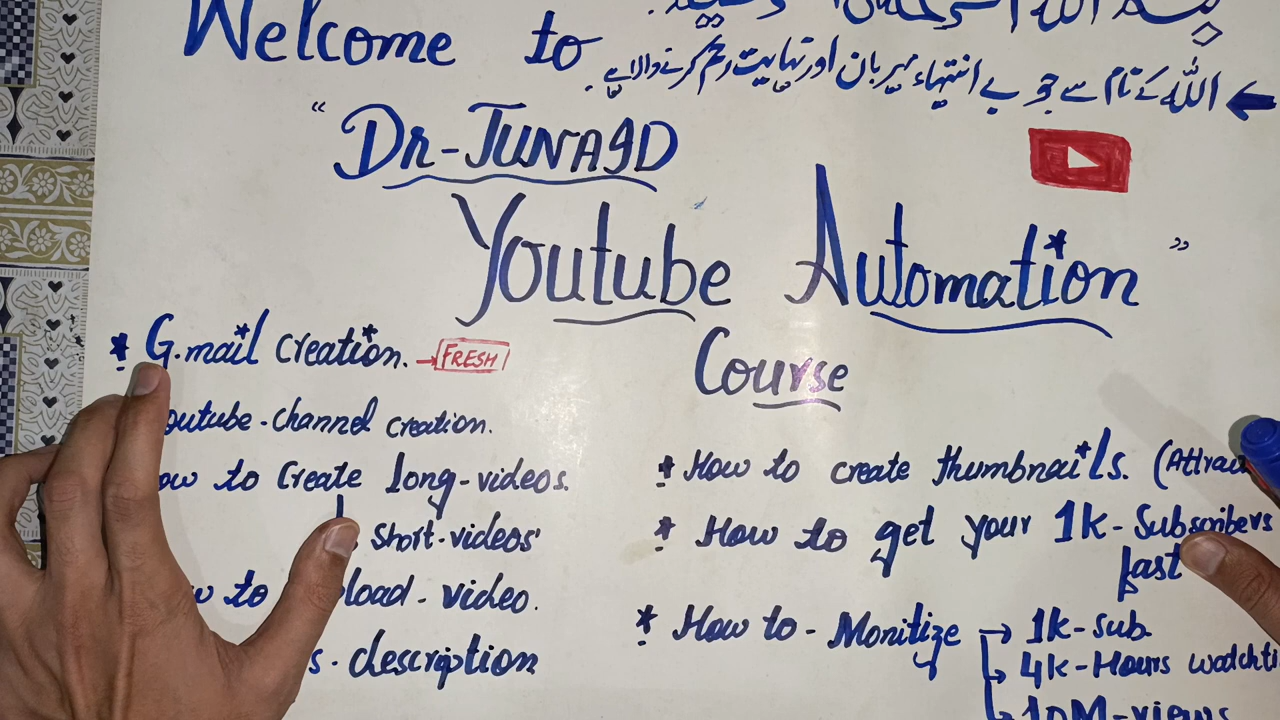 Welcome to
اللہ کے نام سے جو بے انتہاء مہربان اور نہایت رحم کرنے والا ہے.
“Dr-JUNAID
Youtube Automation”
Course
* G.mail creation. → FRESH
outube-channel creation.
ow to Create long-videos.
short-videos'
w to load-video.
s-description
* How to create thumbnails. (Attrac
* How to get your 1k-Subscribers
fast
* How to-Monitize → 1k-sub
→ 4k-Hours watchti
→ 10M-views